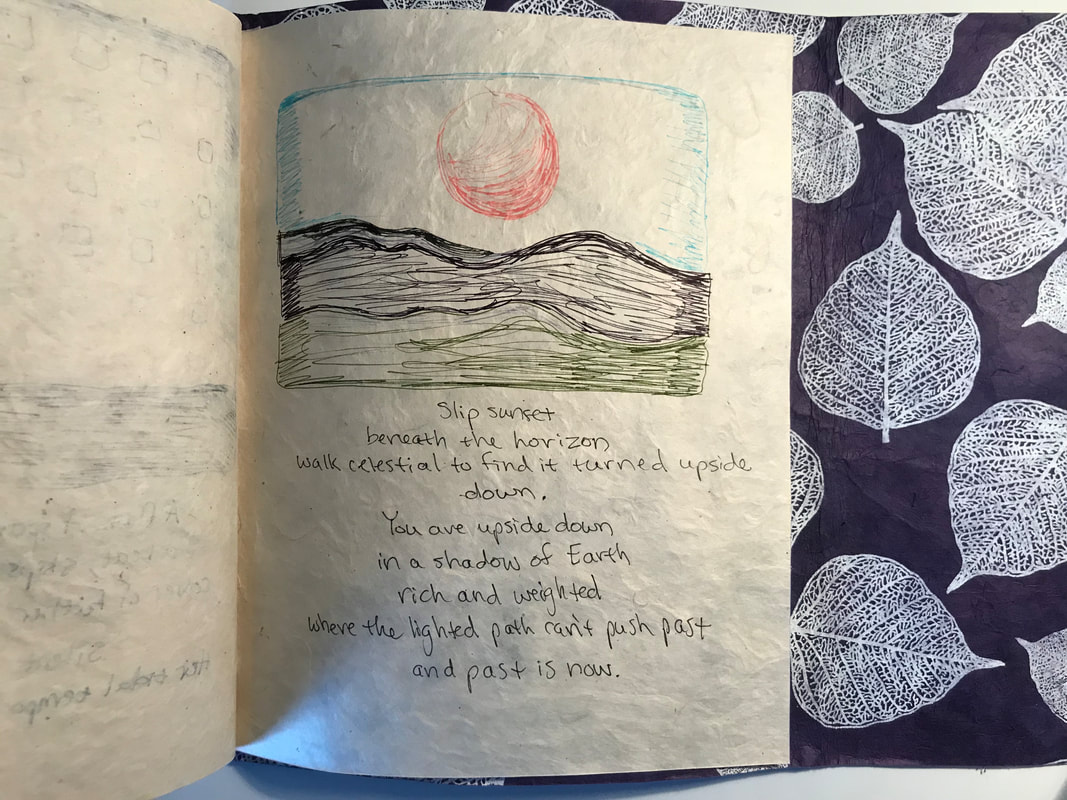 Slip sunset
beneath the horizon
walk celestial to find it turned upside
down.
You are upside down
in a shadow of Earth
rich and weighted
where the lighted path can't push past
and past is now.